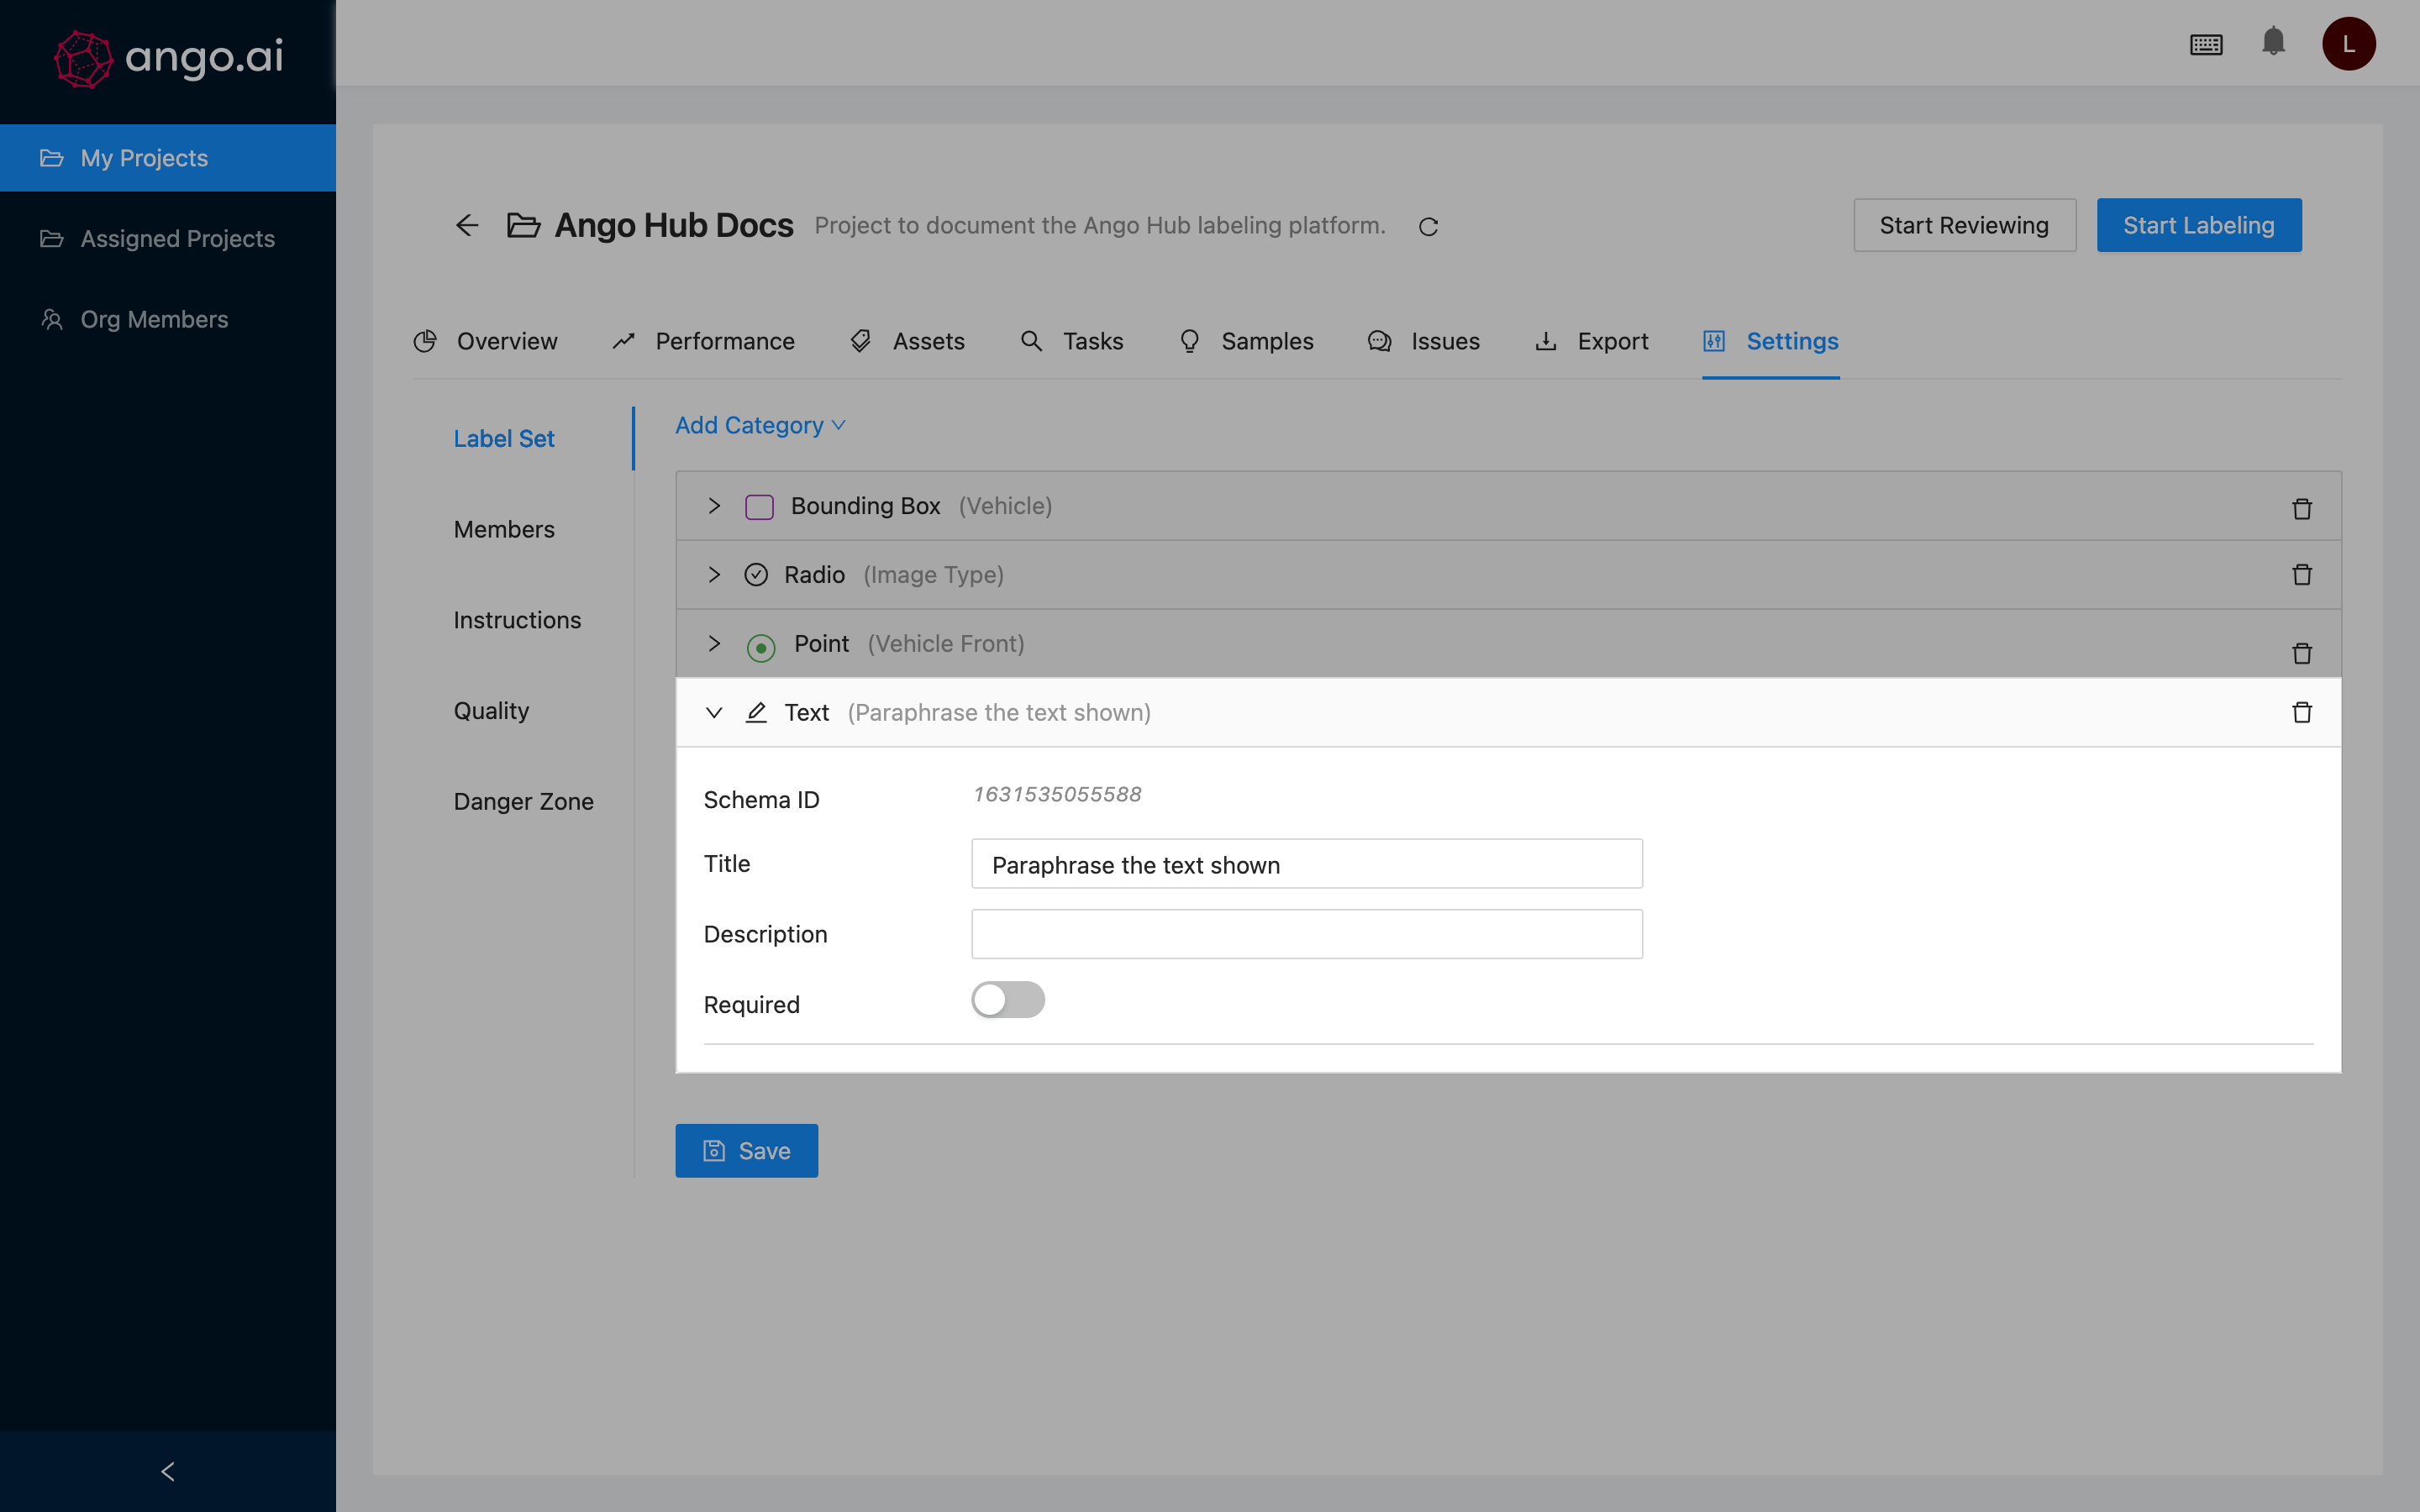 ango.ai
L
My Projects
Assigned Projects
Org Members
Ango Hub Docs Project to document the Ango Hub labeling platform.
Start Reviewing
Start Labeling
Overview Performance Assets Tasks Samples Issues Export Settings
Label Set
Members
Instructions
Quality
Danger Zone
Add Category
Bounding Box (Vehicle)
Radio (Image Type)
Point (Vehicle Front)
Text (Paraphrase the text shown)
Schema ID 1631535055588
Title Paraphrase the text shown
Description
Required
Save